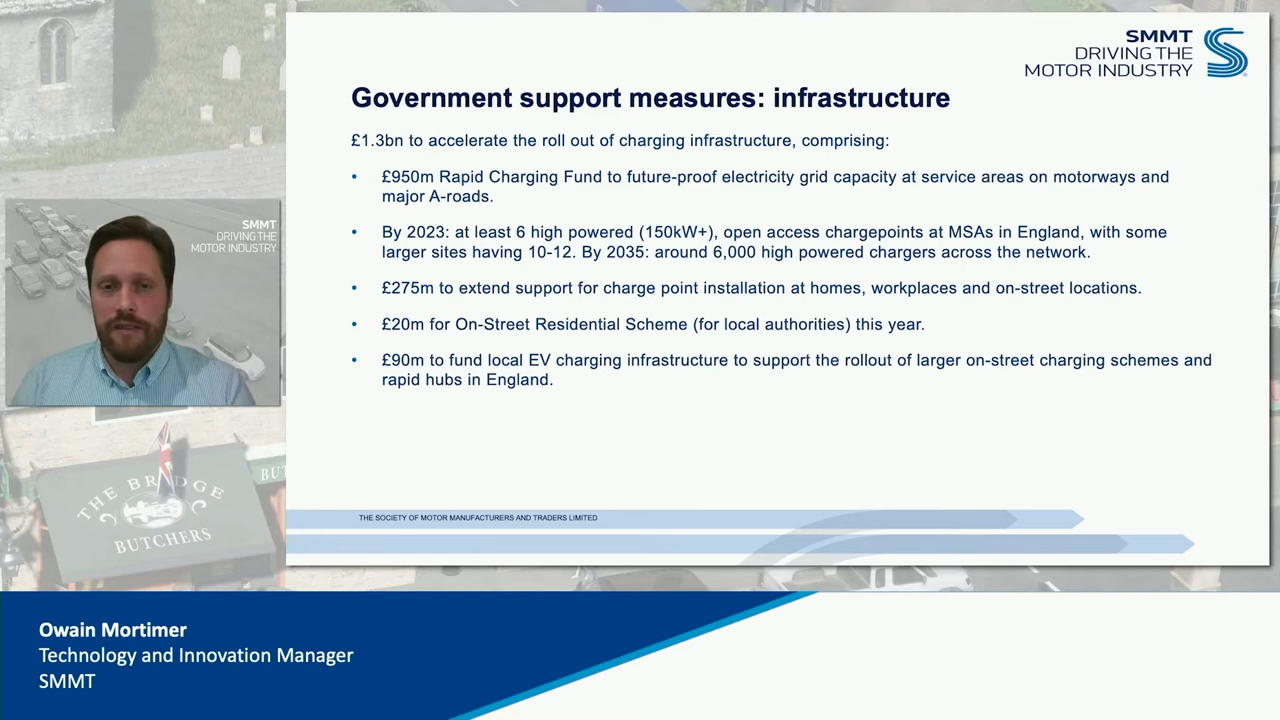 SMMT
DRIVING THE
MOTOR INDUSTRY
Government support measures: infrastructure
£1.3bn to accelerate the roll out of charging infrastructure, comprising:
• £950m Rapid Charging Fund to future-proof electricity grid capacity at service areas on motorways and
major A-roads.
• By 2023: at least 6 high powered (150kW+), open access chargepoints at MSAs in England, with some
larger sites having 10-12. By 2035: around 6,000 high powered chargers across the network.
• £275m to extend support for charge point installation at homes, workplaces and on-street locations.
• £20m for On-Street Residential Scheme (for local authorities) this year.
• £90m to fund local EV charging infrastructure to support the rollout of larger on-street charging schemes and
rapid hubs in England.
THE SOCIETY OF MOTOR MANUFACTURERS AND TRADERS LIMITED
SMMT
DRIVING THE
MOTOR INDUSTRY
THE BRIDGE
BUTCHERS
BUT
Owain Mortimer
Technology and Innovation Manager
SMMT